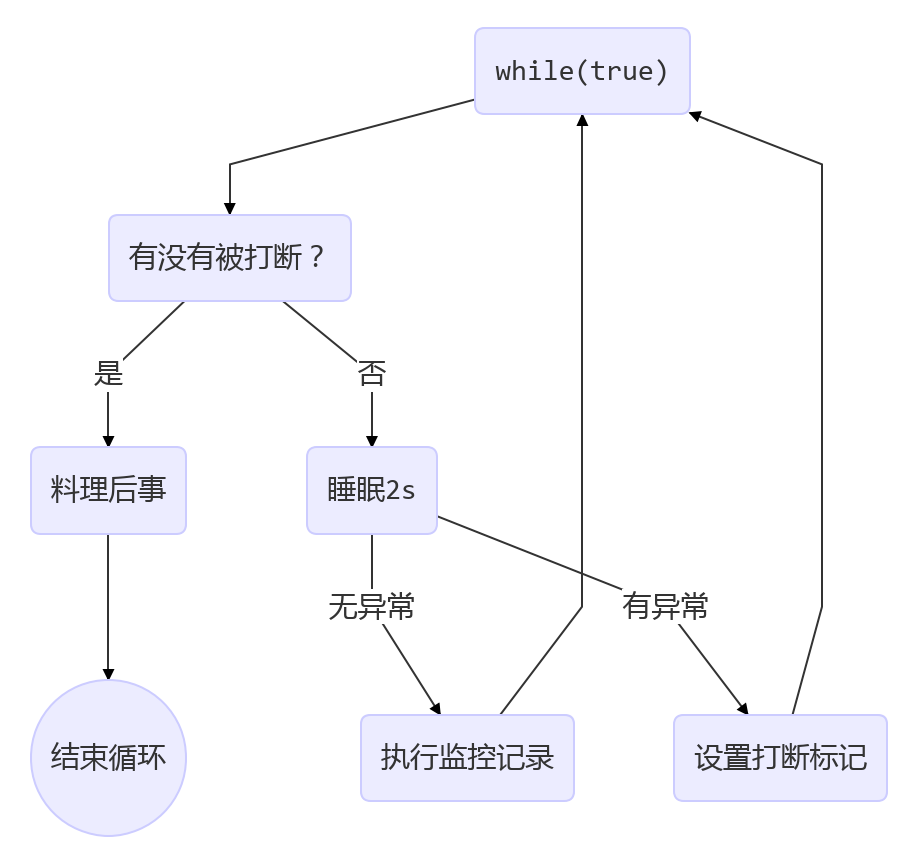 while(true)
有没有被打断？
是
否
料理后事
睡眠2s
无异常
有异常
结束循环
执行监控记录
设置打断标记